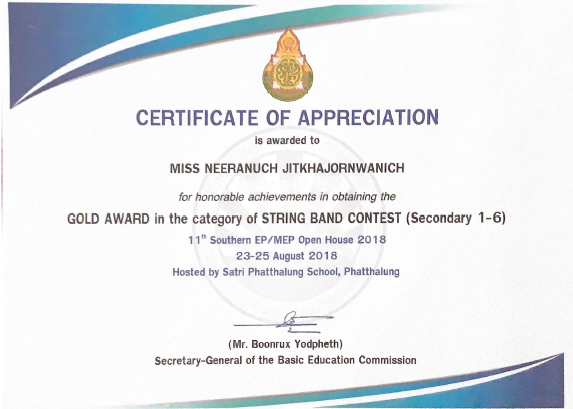 CERTIFICATE OF APPRECIATION
is awarded to
MISS NEERANUCH JITKHAJORNWANICH
for honorable achievements in obtaining the
GOLD AWARD in the category of STRING BAND CONTEST (Secondary 1-6)
11th Southern EP/MEP Open House 2018
23-25 August 2018
Hosted by Satri Phatthalung School, Phatthalung
(Mr. Boonrux Yodpheth)
Secretary-General of the Basic Education Commission